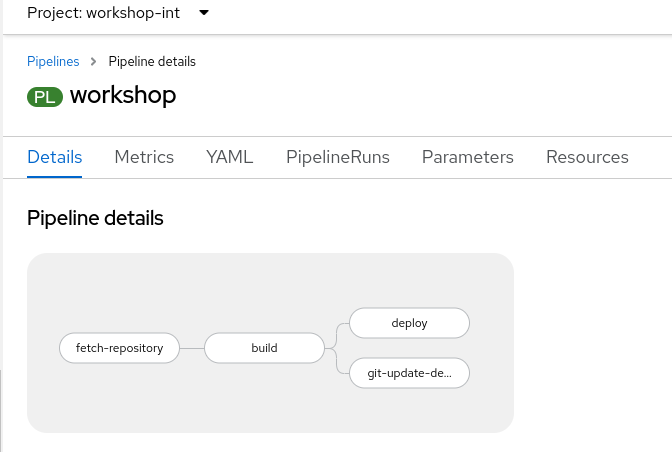 Project: workshop-int
Pipelines > Pipeline details
PL workshop
Details Metrics YAML PipelineRuns Parameters Resources
Pipeline details
deploy
fetch-repository build
git-update-de...